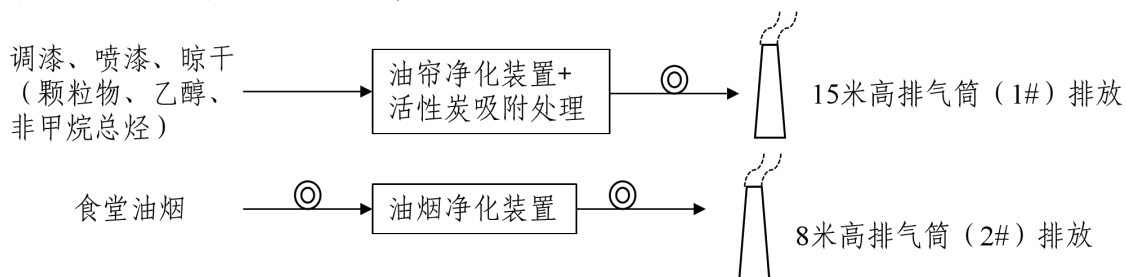 调漆、喷漆、晾干
（颗粒物、乙醇、
非甲烷总烃）
油帘净化装置+
活性炭吸附处理
15米高排气筒（1#）排放
食堂油烟
油烟净化装置
8米高排气筒（2#）排放